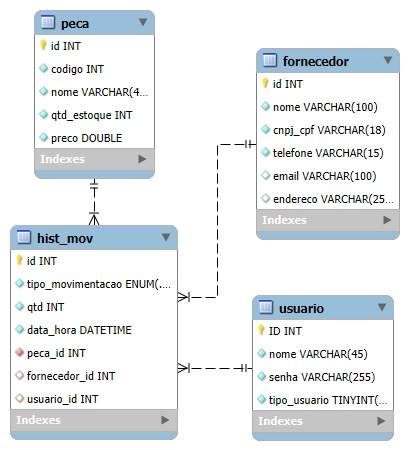 peca
id INT
codigo INT
nome VARCHAR(4...
qtd_estoque INT
preco DOUBLE
Indexes
fornecedor
id INT
nome VARCHAR(100)
cnpj_cpf VARCHAR(18)
telefone VARCHAR(15)
email VARCHAR(100)
endereco VARCHAR(25...
Indexes
hist_mov
id INT
tipo_movimentacao ENUM(....
qtd INT
data_hora DATETIME
peca_id INT
fornecedor_id INT
usuario_id INT
Indexes
usuario
ID INT
nome VARCHAR(45)
senha VARCHAR(255)
tipo_usuario TINYINT(...
Indexes